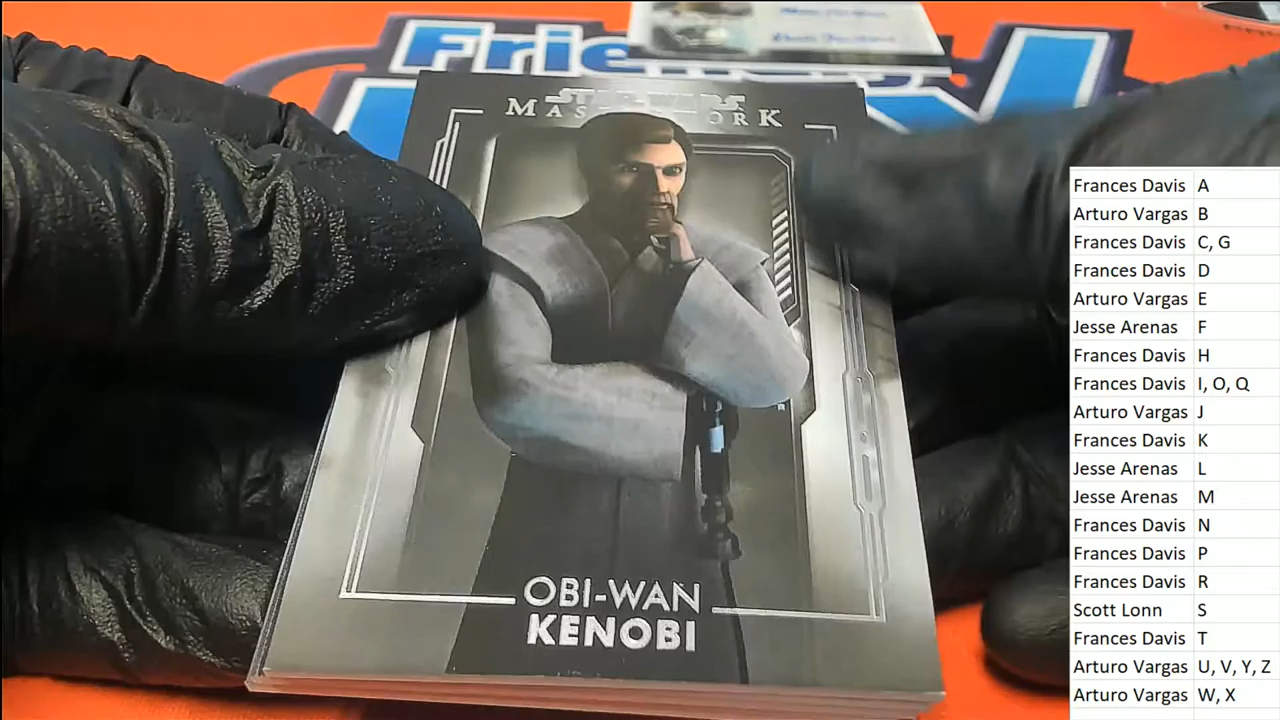 STAR WARS
OBI-WAN
KENOBI
Frances Davis A
Arturo Vargas B
Frances Davis C, G
Frances Davis D
Arturo Vargas E
Jesse Arenas F
Frances Davis H
Frances Davis I, O, Q
Arturo Vargas J
Frances Davis K
Jesse Arenas L
Jesse Arenas M
Frances Davis N
Frances Davis P
Frances Davis R
Scott Lonn S
Frances Davis T
Arturo Vargas U, V, Y, Z
Arturo Vargas W, X